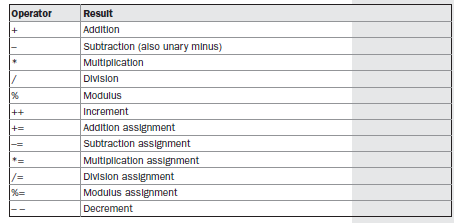 Operator Result
+ Addition
– Subtraction (also unary minus)
* Multiplication
/ Division
% Modulus
++ Increment
+= Addition assignment
–= Subtraction assignment
*= Multiplication assignment
/= Division assignment
%= Modulus assignment
– – Decrement